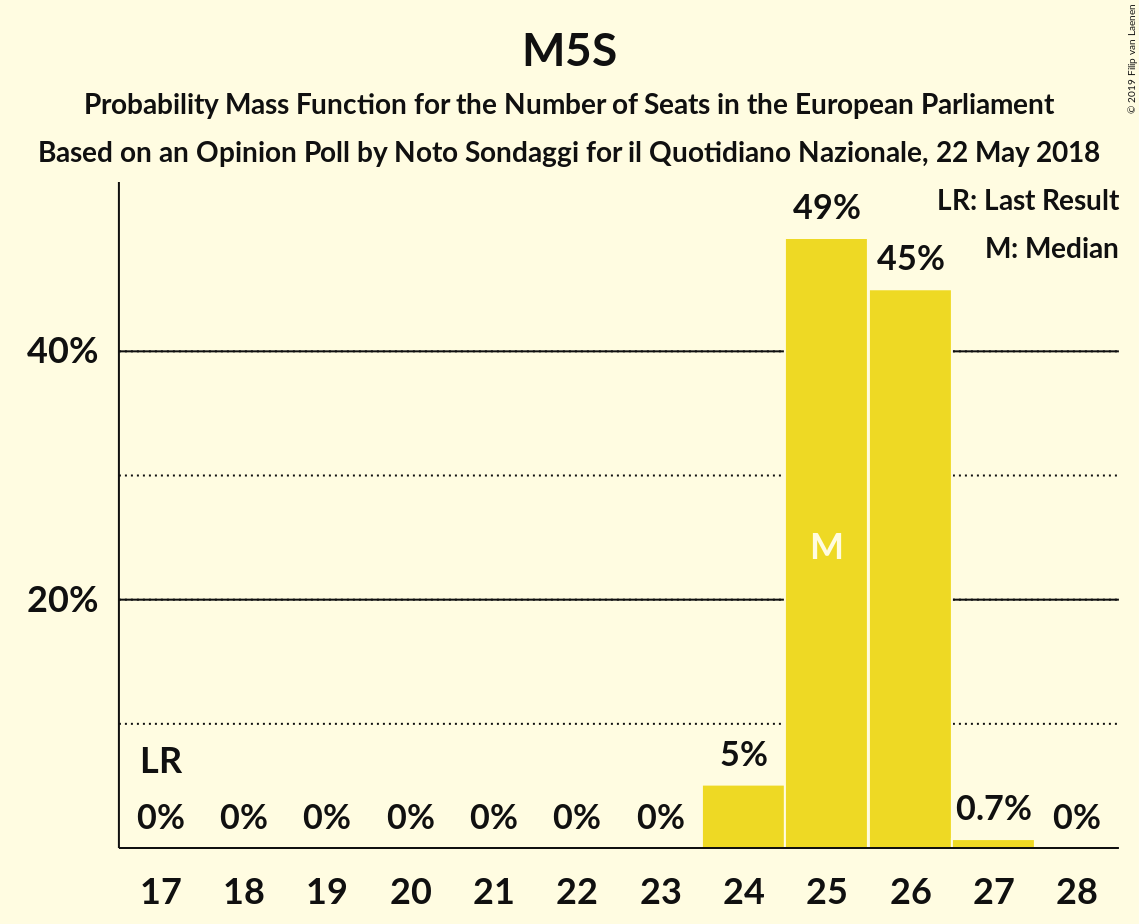 M5S
Probability Mass Function for the Number of Seats in the European Parliament
Based on an Opinion Poll by Noto Sondaggi for il Quotidiano Nazionale, 22 May 2018
© 2019 Filip van Laenen
LR: Last Result
M: Median
49%
45%
40%
M
20%
LR
5%
0% 0% 0% 0% 0% 0% 0% 0.7% 0%
17 18 19 20 21 22 23 24 25 26 27 28